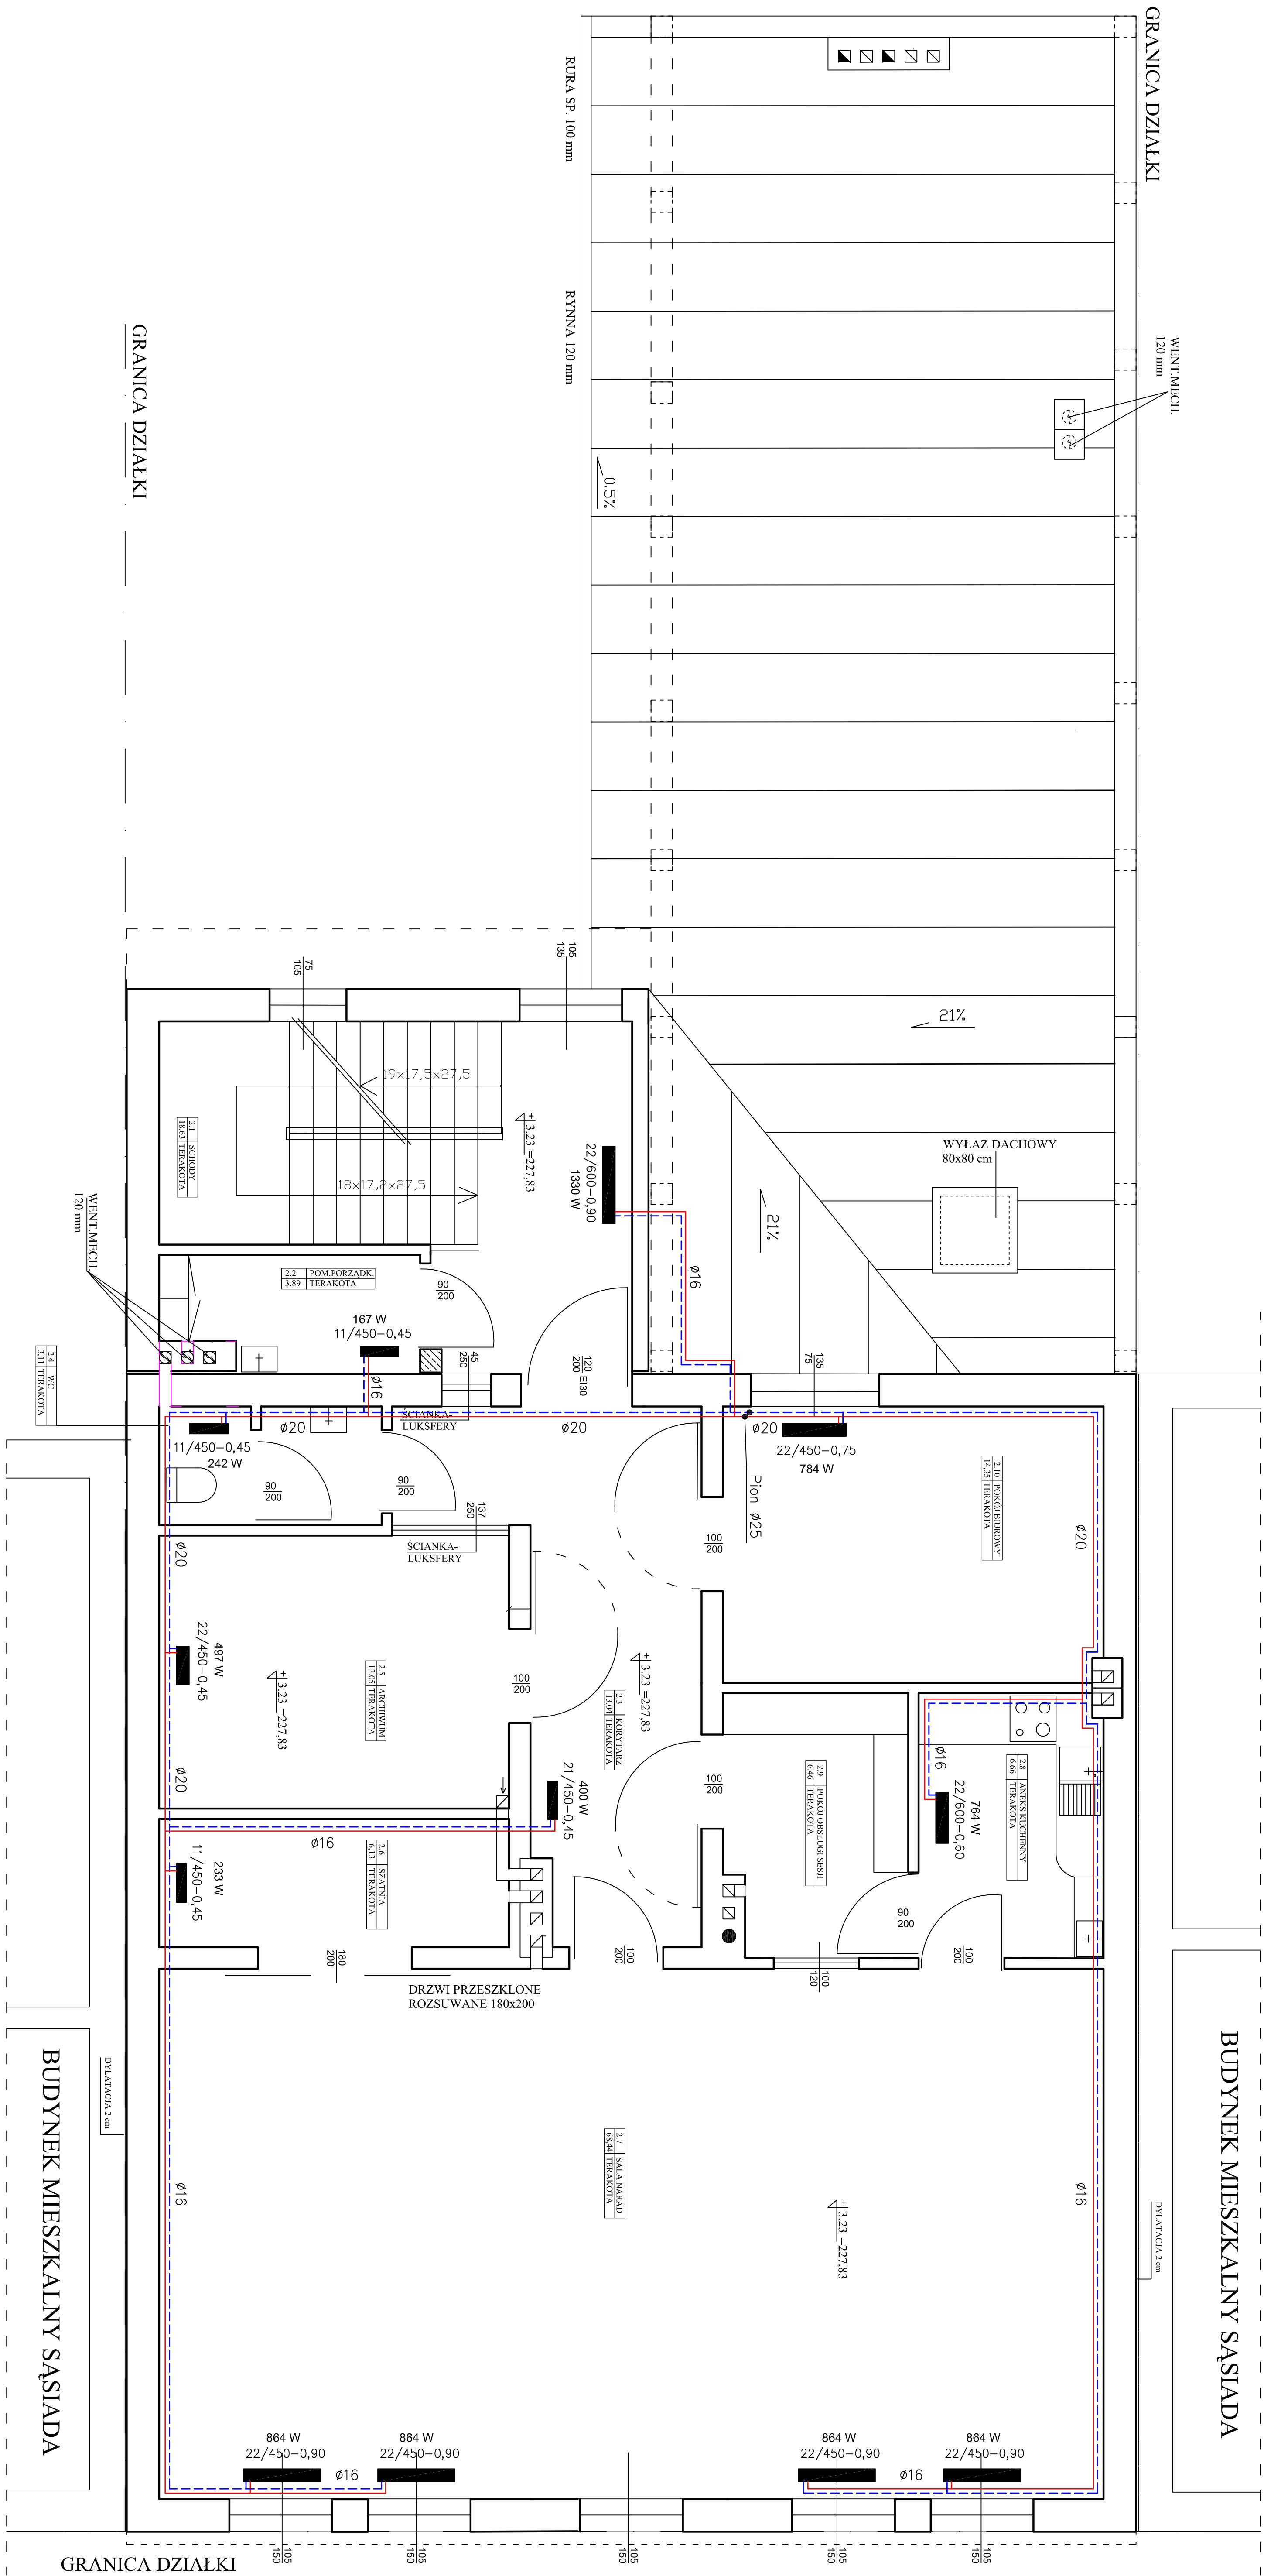 GRANICA DZIAŁKI
RURA SP. 100 mm
RYNNA 120 mm
WENT.MECH.
120 mm
GRANICA DZIAŁKI
0.5%
105
135
75
105
21%
19x17,5x27,5
+3.23 =227,83
22/600-0,90
1330 W
WYŁAZ DACHOWY
80x80 cm
2.1 SCHODY
18.63 TERAKOTA
18x17,2x27,5
21%
WENT.MECH.
120 mm
ø16
2.2 POM.PORZĄDK.
3.89 TERAKOTA
90
200
167 W
11/450-0,45
45
250
120
200 EI30
135
75
2.4 WC
3.11 TERAKOTA
ø16
ŚCIANKA-
LUKSFERY
ø20
ø20
ø20
11/450-0,45
242 W
22/450-0,75
784 W
90
200
90
200
Pion ø25
2.10 POKÓJ BIUROWY
14,35 TERAKOTA
137
250
ŚCIANKA-
LUKSFERY
100
200
ø20
ø20
497 W
22/450-0,45
+3.23 =227,83
2.5 ARCHIWUM
13.05 TERAKOTA
100
200
2.3 KORYTARZ
13.04 TERAKOTA
+3.23 =227,83
ø20
400 W
21/450-0,45
100
200
2.9 POKÓJ OBSŁUGI SESJI
6.46 TERAKOTA
ø16
764 W
22/600-0,60
2.8 ANEKS KUCHENNY
6.66 TERAKOTA
ø16
233 W
11/450-0,45
2.6 SZATNIA
6,13 TERAKOTA
90
200
180
200
100
200
100
120
100
200
DRZWI PRZESZKLONE
ROZSUWANE 180x200
BUDYNEK MIESZKALNY SĄSIADA
DYLATACJA 2 cm
2.7 SALA NARAD
68,44 TERAKOTA
ø16
+3.23 =227,83
ø16
DYLATACJA 2 cm
BUDYNEK MIESZKALNY SĄSIADA
864 W
22/450-0,90
864 W
22/450-0,90
864 W
22/450-0,90
864 W
22/450-0,90
ø16
ø16
105
150
105
150
105
150
105
150
105
150
GRANICA DZIAŁKI